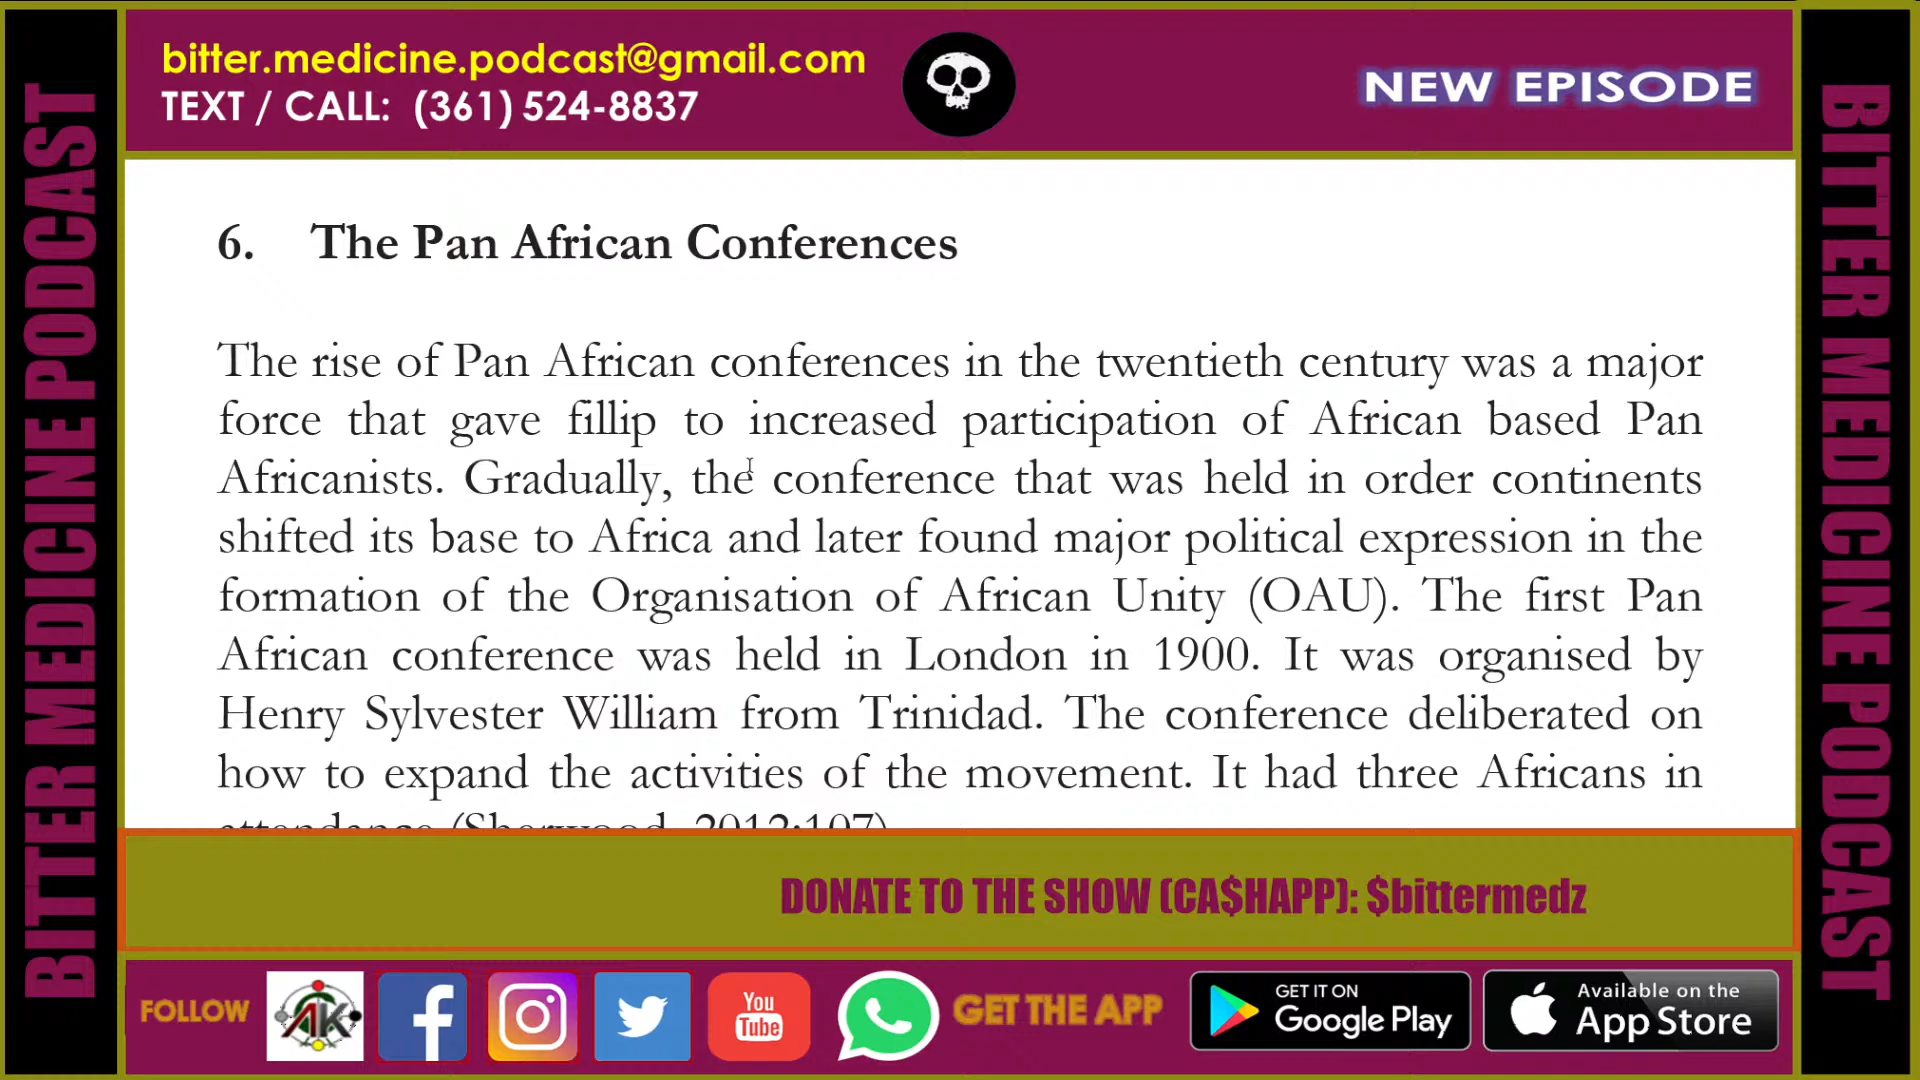 bitter.medicine.podcast@gmail.com
TEXT / CALL: (361) 524-8837
NEW EPISODE
BITTER MEDICINE PODCAST
6. The Pan African Conferences
The rise of Pan African conferences in the twentieth century was a major
force that gave fillip to increased participation of African based Pan
Africanists. Gradually, the conference that was held in order continents
shifted its base to Africa and later found major political expression in the
formation of the Organisation of African Unity (OAU). The first Pan
African conference was held in London in 1900. It was organised by
Henry Sylvester William from Trinidad. The conference deliberated on
how to expand the activities of the movement. It had three Africans in
attendance (Sherwood, 2012:107)
BITTER MEDICINE PODCAST
DONATE TO THE SHOW (CA$HAPP): $bittermedz
FOLLOW
AK
f
You
Tube
GET THE APP
GET IT ON
Google Play
Available on the
App Store